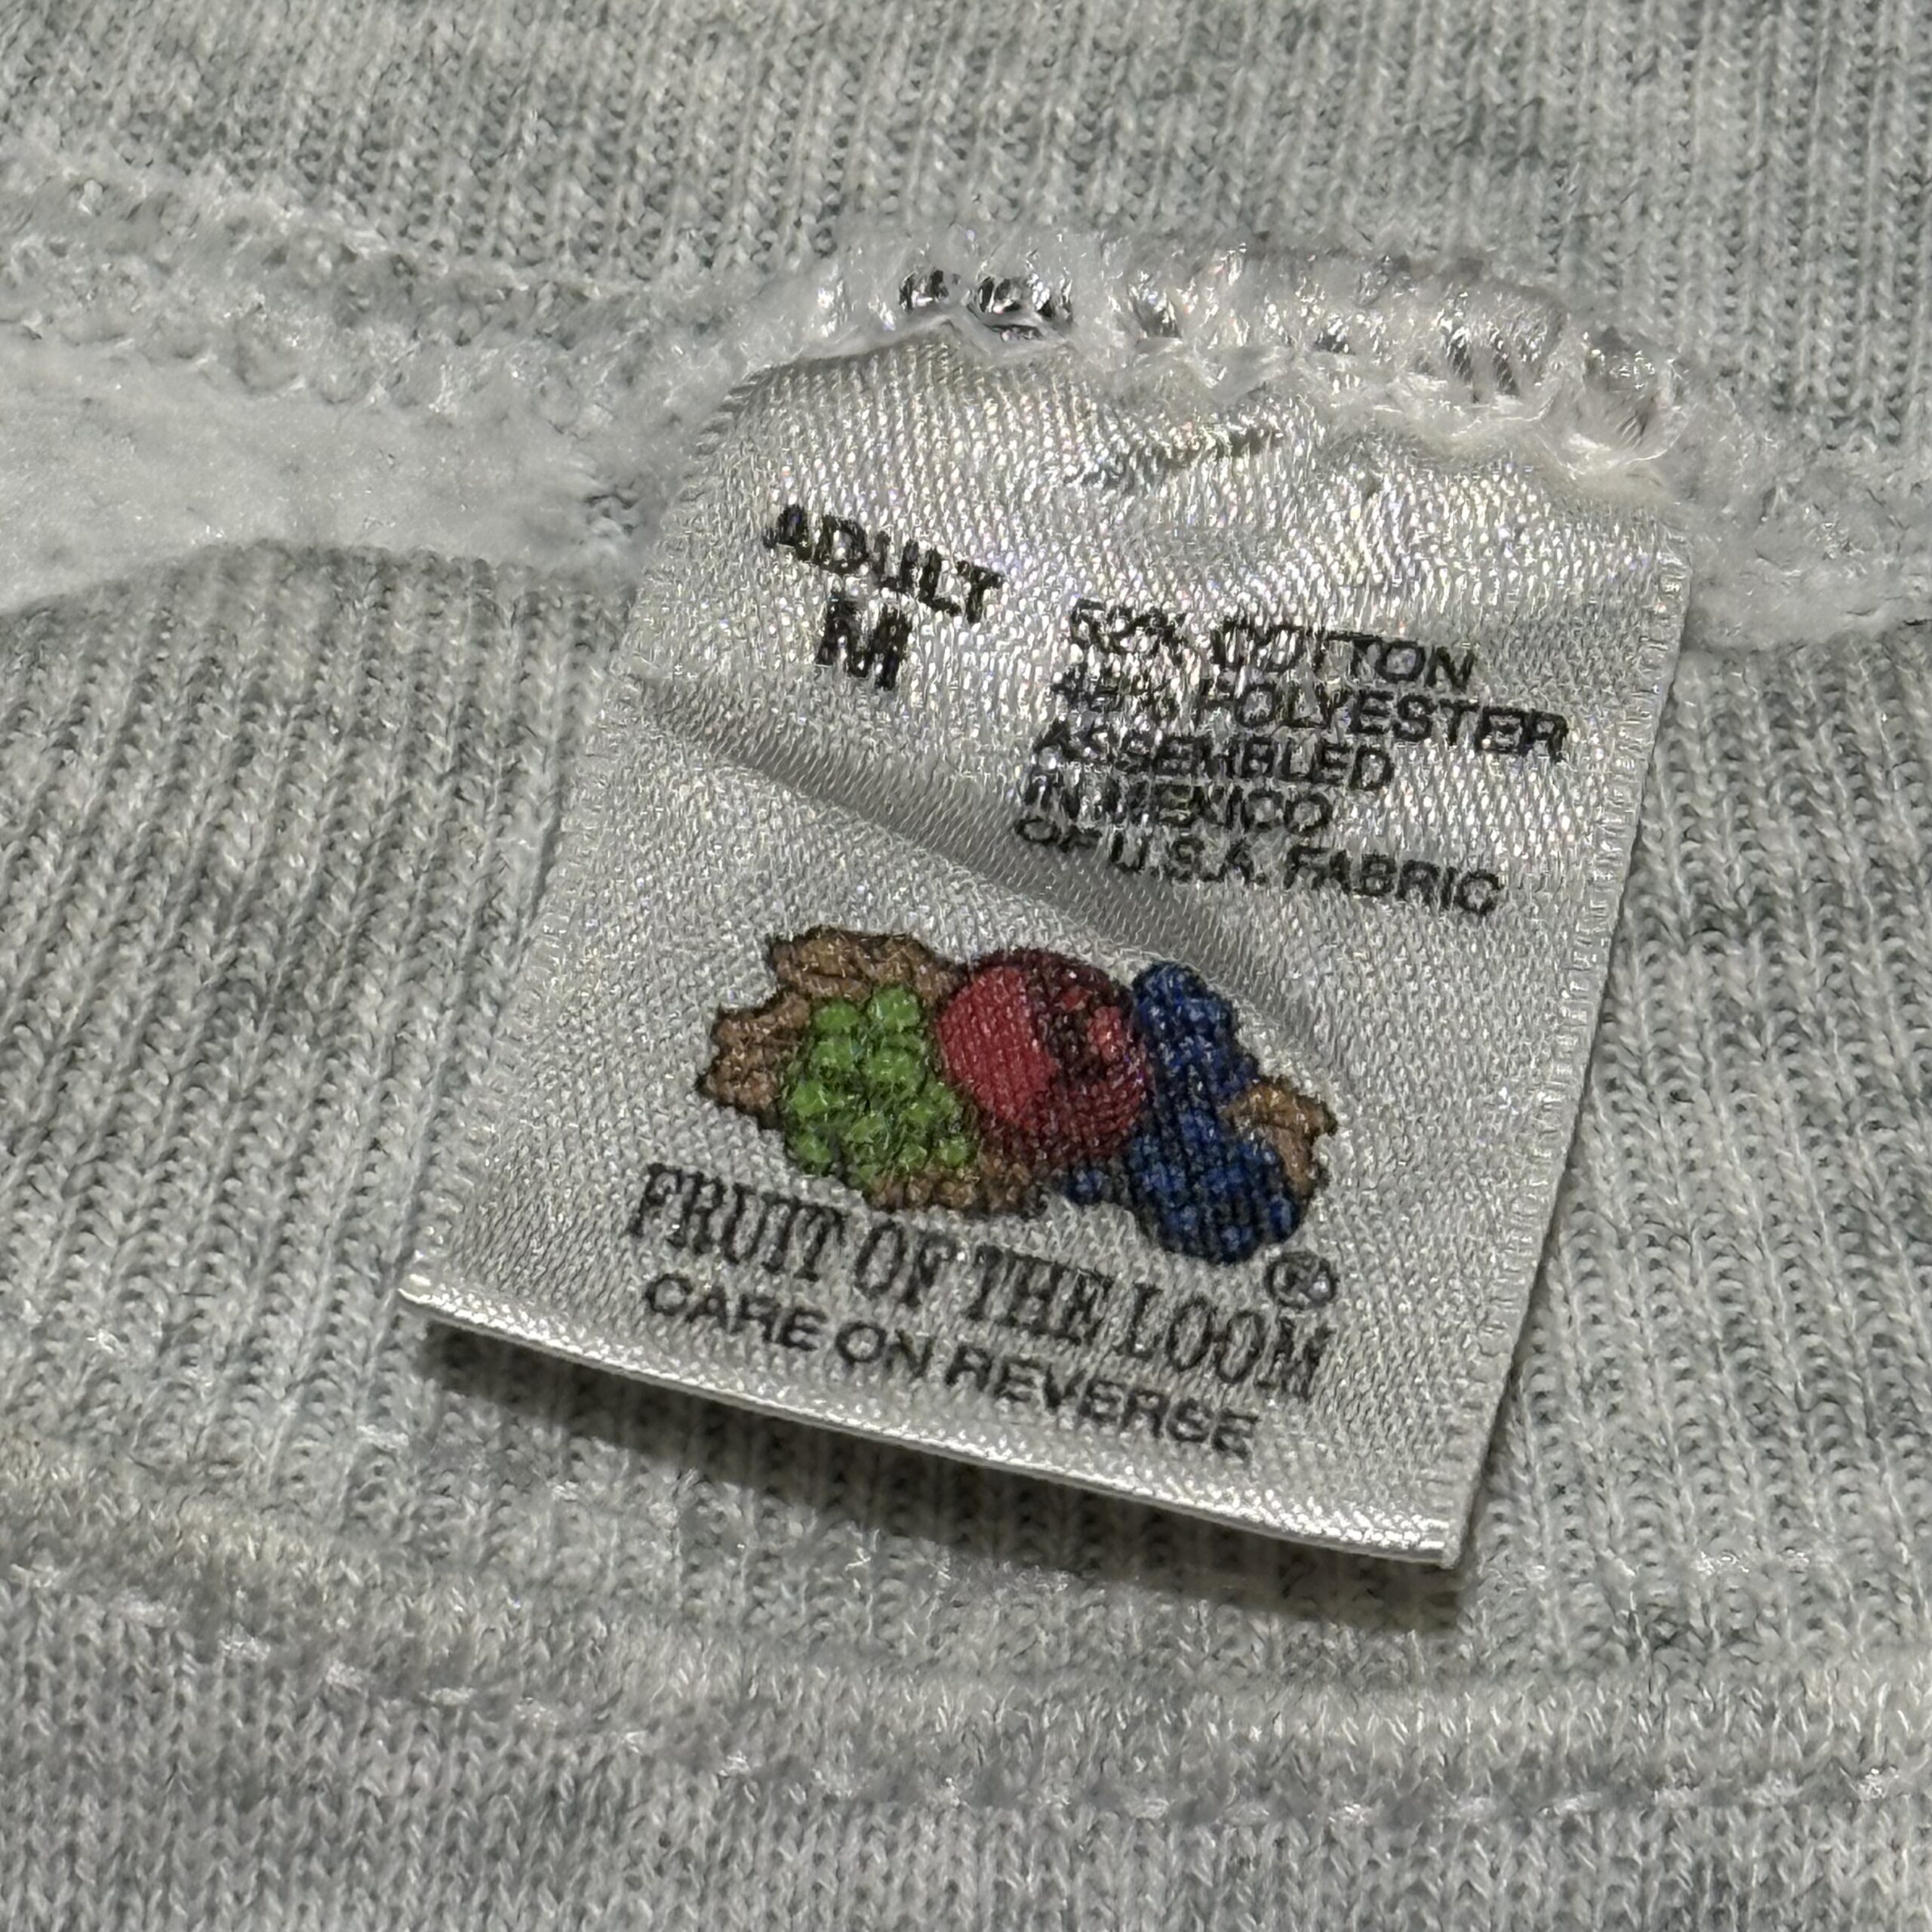 ADULT
M
52% COTTON
48% POLYESTER
ASSEMBLED
IN MEXICO
OF U.S.A. FABRIC
FRUIT OF THE LOOM®
CARE ON REVERSE